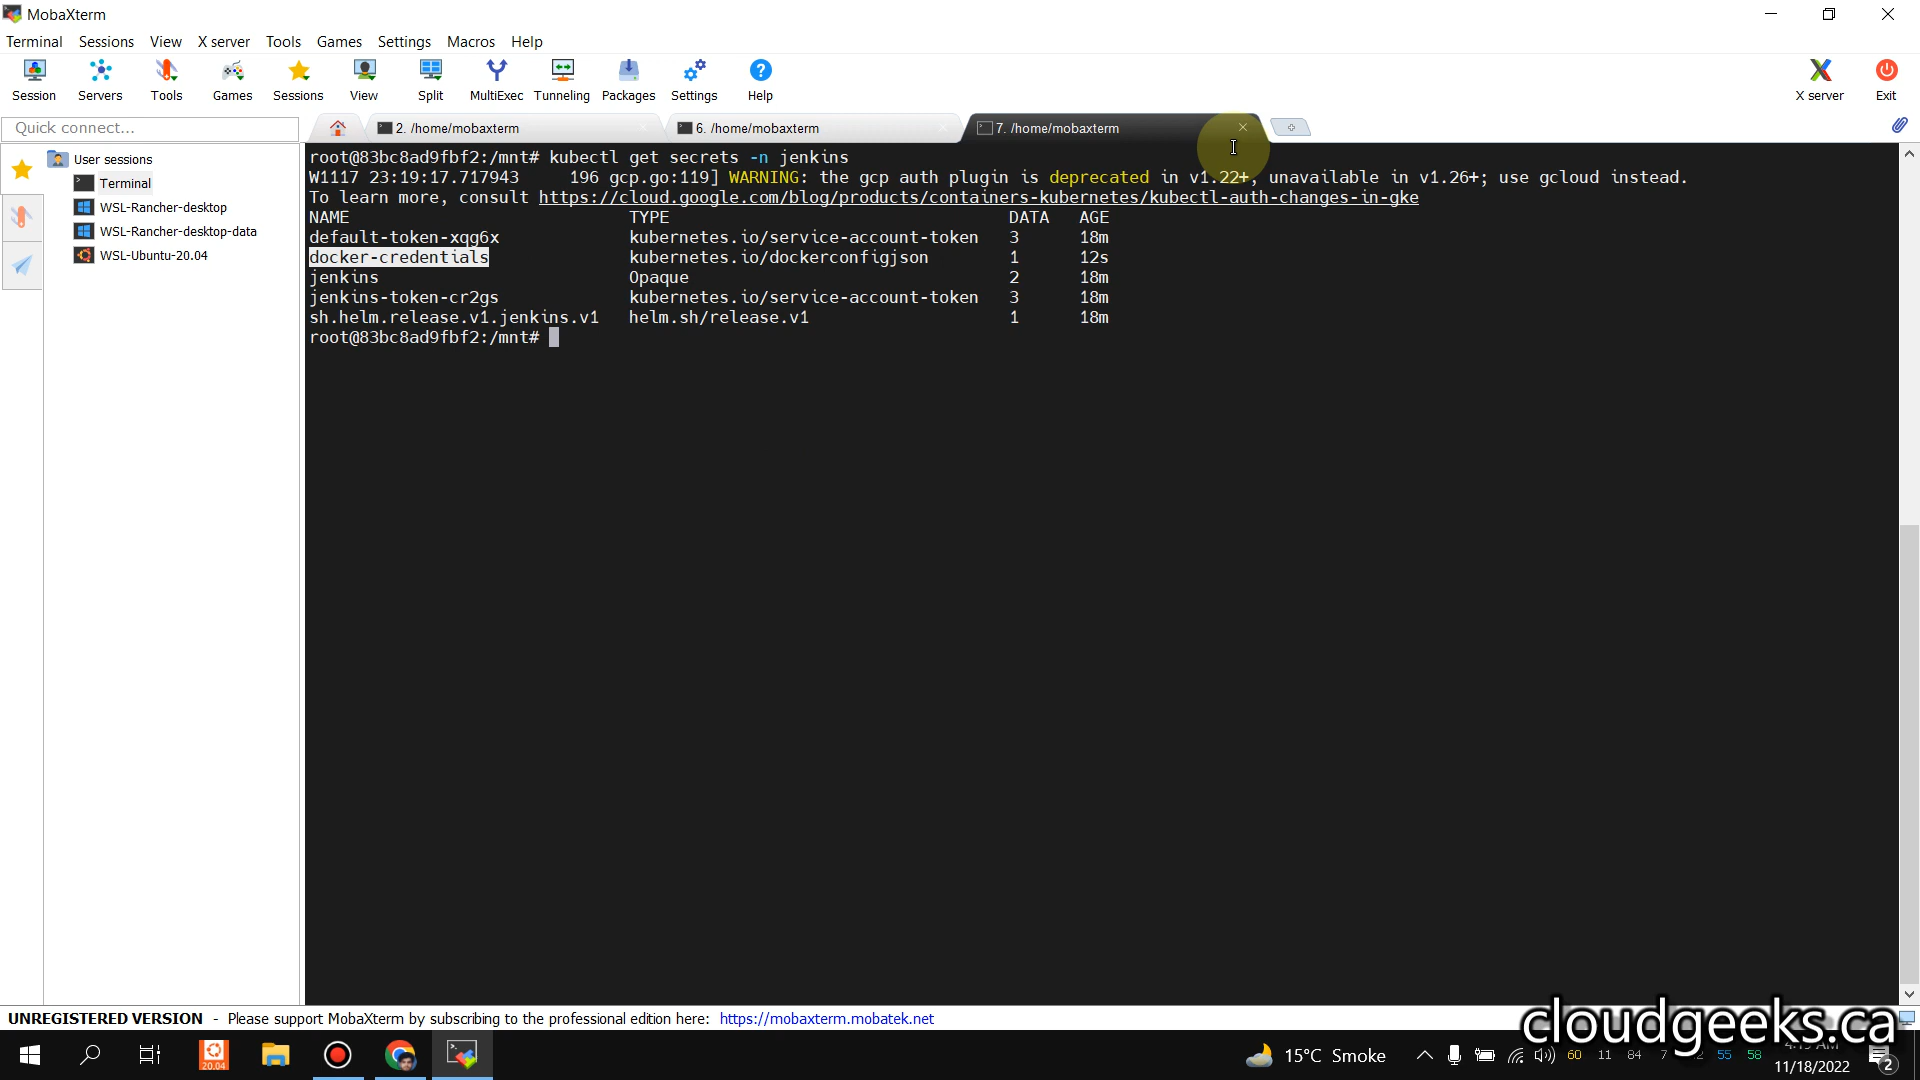 MobaXterm
Terminal Sessions View X server Tools Games Settings Macros Help
Session Servers Tools Games Sessions View Split MultiExec Tunneling Packages Settings Help X server Exit
Quick connect...
2. /home/mobaxterm
6. /home/mobaxterm
7. /home/mobaxterm
User sessions
Terminal
WSL-Rancher-desktop
WSL-Rancher-desktop-data
WSL-Ubuntu-20.04
root@83bc8ad9fbf2:/mnt# kubectl get secrets -n jenkins
W1117 23:19:17.717943 196 gcp.go:119] WARNING: the gcp auth plugin is deprecated in v1.22+, unavailable in v1.26+; use gcloud instead.
To learn more, consult https://cloud.google.com/blog/products/containers-kubernetes/kubectl-auth-changes-in-gke
NAME TYPE DATA AGE
default-token-xqg6x kubernetes.io/service-account-token 3 18m
docker-credentials kubernetes.io/dockerconfigjson 1 12s
jenkins Opaque 2 18m
jenkins-token-cr2gs kubernetes.io/service-account-token 3 18m
sh.helm.release.v1.jenkins.v1 helm.sh/release.v1 1 18m
root@83bc8ad9fbf2:/mnt#
UNREGISTERED VERSION - Please support MobaXterm by subscribing to the professional edition here: https://mobaxterm.mobatek.net
cloudgeeks.ca
20.04
15°C Smoke
60 11 84 7 55 58
11/18/2022
2